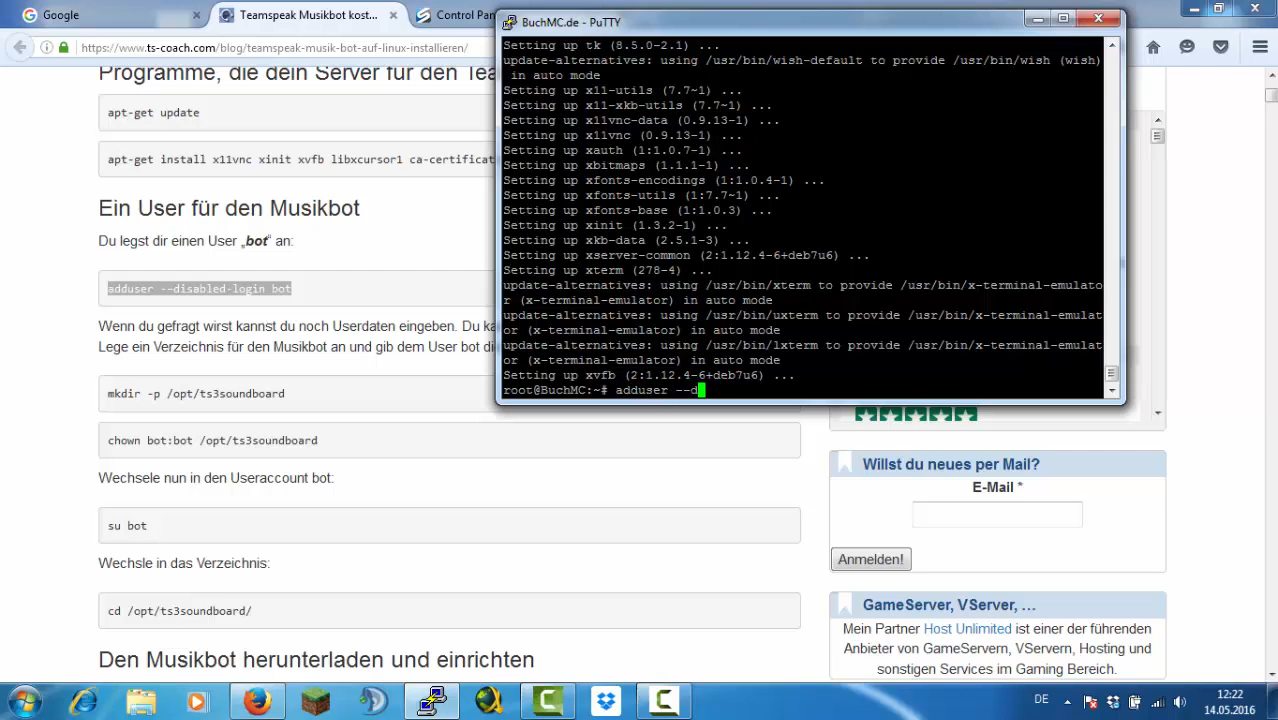 Google
Teamspeak Musikbot kost...
Control Pan
https://www.ts-coach.com/blog/teamspeak-musik-bot-auf-linux-installieren/
Programme, die dein Server für den Tea
apt-get update
apt-get install x11vnc xinit xvfb libxcursor1 ca-certificat
Ein User für den Musikbot
Du legst dir einen User „bot“ an:
adduser --disabled-login bot
Wenn du gefragt wirst kannst du noch Userdaten eingeben. Du ka
Lege ein Verzeichnis für den Musikbot an und gib dem User bot di
mkdir -p /opt/ts3soundboard
chown bot:bot /opt/ts3soundboard
Wechsele nun in den Useraccount bot:
su bot
Wechsle in das Verzeichnis:
cd /opt/ts3soundboard/
Den Musikbot herunterladen und einrichten
BuchMC.de - PuTTY
Setting up tk (8.5.0-2.1) ...
update-alternatives: using /usr/bin/wish-default to provide /usr/bin/wish (wish)
in auto mode
Setting up x11-utils (7.7~1) ...
Setting up x11-xkb-utils (7.7~1) ...
Setting up x11vnc-data (0.9.13-1) ...
Setting up x11vnc (0.9.13-1) ...
Setting up xauth (1:1.0.7-1) ...
Setting up xbitmaps (1.1.1-1) ...
Setting up xfonts-encodings (1:1.0.4-1) ...
Setting up xfonts-utils (1:7.7~1) ...
Setting up xfonts-base (1:1.0.3) ...
Setting up xinit (1.3.2-1) ...
Setting up xkb-data (2.5.1-3) ...
Setting up xserver-common (2:1.12.4-6+deb7u6) ...
Setting up xterm (278-4) ...
update-alternatives: using /usr/bin/xterm to provide /usr/bin/x-terminal-emulato
r (x-terminal-emulator) in auto mode
update-alternatives: using /usr/bin/uxterm to provide /usr/bin/x-terminal-emulat
or (x-terminal-emulator) in auto mode
update-alternatives: using /usr/bin/lxterm to provide /usr/bin/x-terminal-emulat
or (x-terminal-emulator) in auto mode
Setting up xvfb (2:1.12.4-6+deb7u6) ...
root@BuchMC:~# adduser --d
Willst du neues per Mail?
E-Mail *
Anmelden!
GameServer, VServer, …
Mein Partner Host Unlimited ist einer der führenden
Anbieter von GameServern, VServern, Hosting und
sonstigen Services im Gaming Bereich.
DE
12:22
14.05.2016